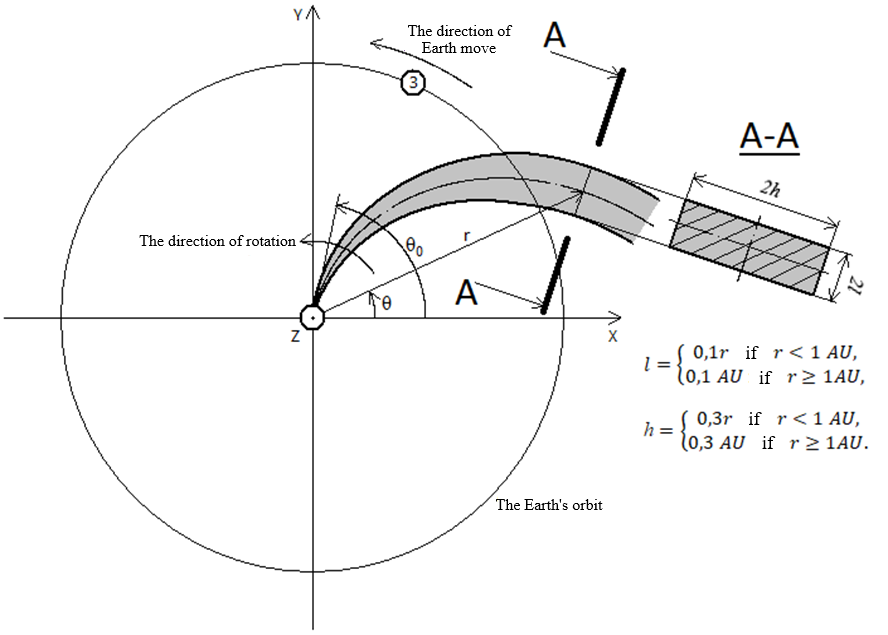 Y
The direction of
Earth move
A
3
A-A
2h
The direction of rotation
θ₀
r
θ
A
2l
Z
X
l = { 0,1r if r < 1 AU,
0,1 AU if r ≥ 1AU,
h = { 0,3r if r < 1 AU,
0,3 AU if r ≥ 1AU.
The Earth's orbit